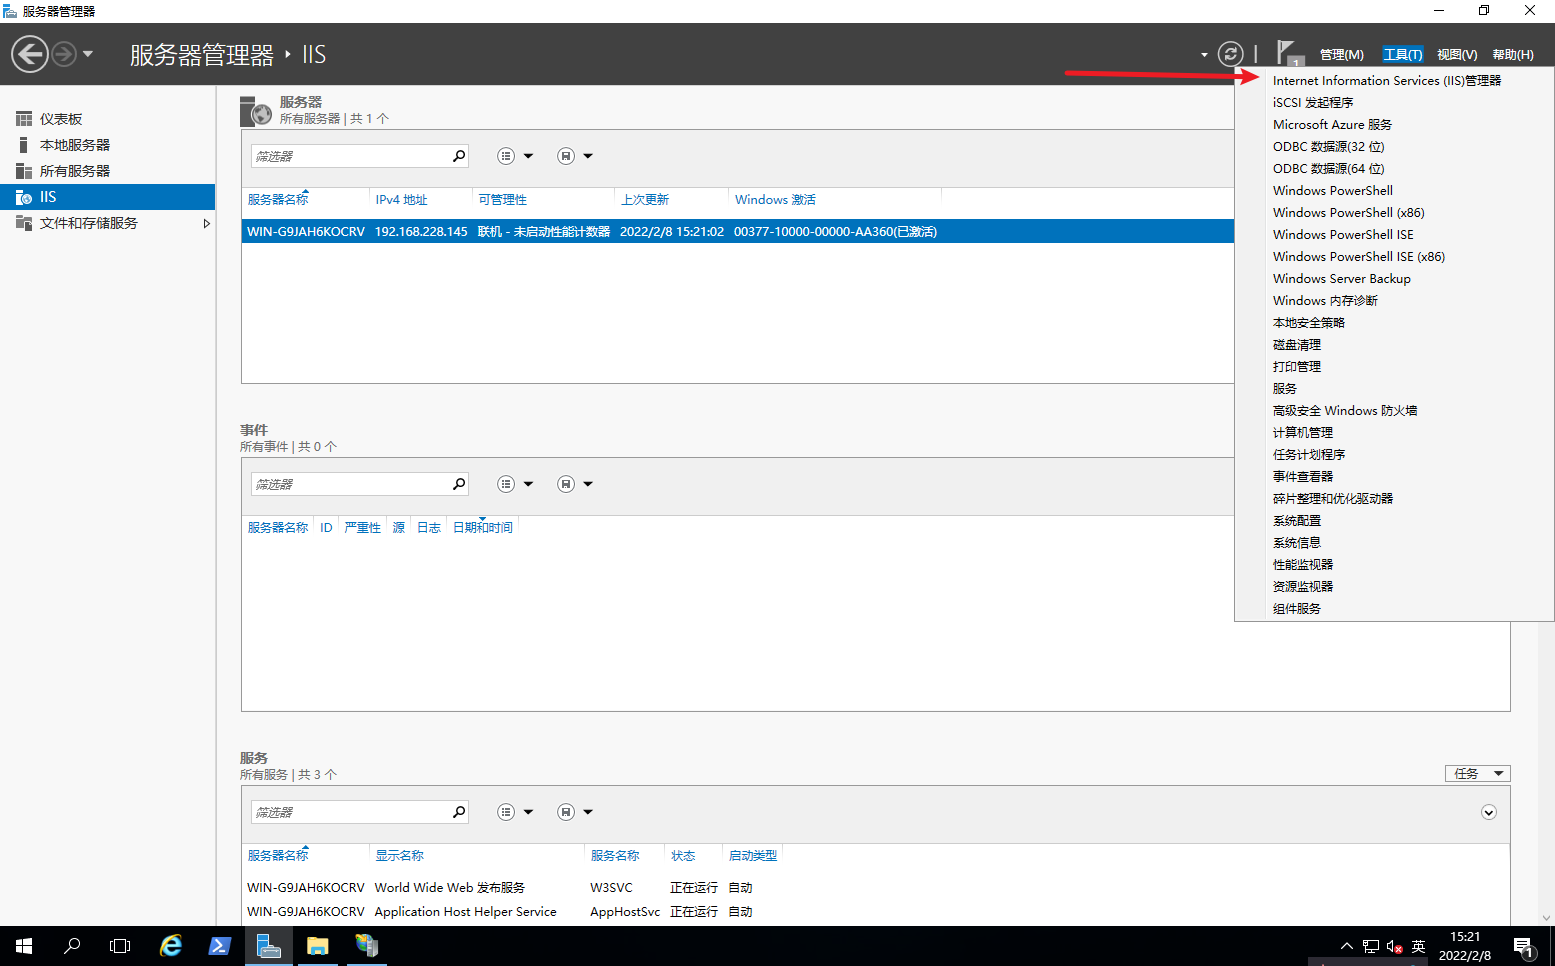 服务器管理器
服务器管理器 ‣ IIS
1
管理(M) 工具(T) 视图(V) 帮助(H)
仪表板
本地服务器
所有服务器
IIS
文件和存储服务
服务器
所有服务器 | 共 1 个
筛选器
服务器名称 IPv4 地址 可管理性 上次更新 Windows 激活
WIN-G9JAH6KOCRV 192.168.228.145 联机 - 未启动性能计数器 2022/2/8 15:21:02 00377-10000-00000-AA360(已激活)
Internet Information Services (IIS)管理器
iSCSI 发起程序
Microsoft Azure 服务
ODBC 数据源(32 位)
ODBC 数据源(64 位)
Windows PowerShell
Windows PowerShell (x86)
Windows PowerShell ISE
Windows PowerShell ISE (x86)
Windows Server Backup
Windows 内存诊断
本地安全策略
磁盘清理
打印管理
服务
高级安全 Windows 防火墙
计算机管理
任务计划程序
事件查看器
碎片整理和优化驱动器
系统配置
系统信息
性能监视器
资源监视器
组件服务
事件
所有事件 | 共 0 个
筛选器
服务器名称 ID 严重性 源 日志 日期和时间
服务
所有服务 | 共 3 个
任务
筛选器
服务器名称 显示名称 服务名称 状态 启动类型
WIN-G9JAH6KOCRV World Wide Web 发布服务 W3SVC 正在运行 自动
WIN-G9JAH6KOCRV Application Host Helper Service AppHostSvc 正在运行 自动
英
15:21
2022/2/8
1